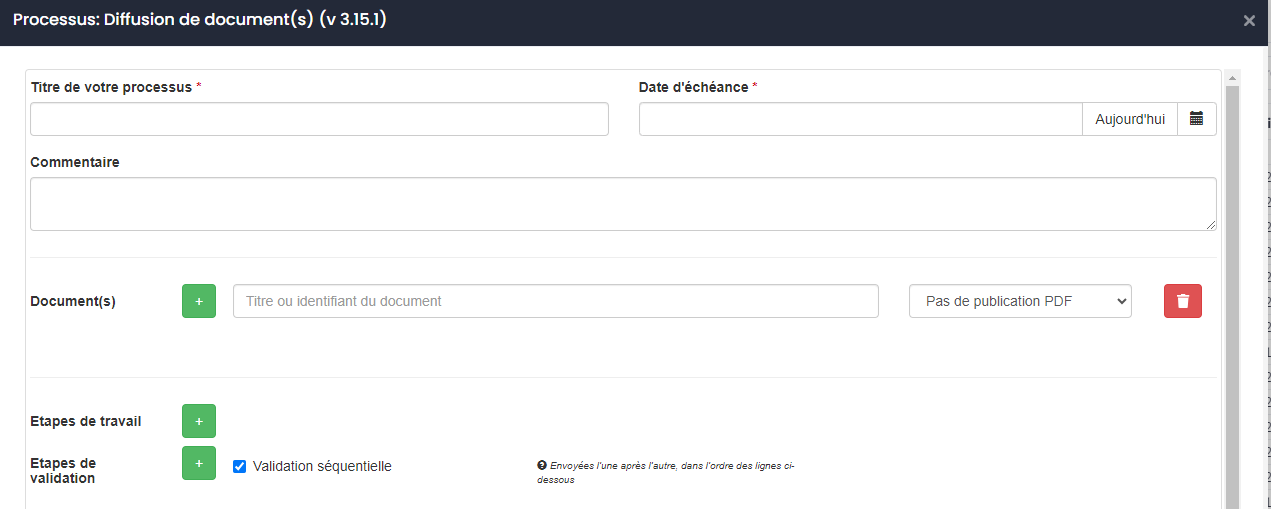 Processus: Diffusion de document(s) (v 3.15.1)
Titre de votre processus *
Date d'échéance *
Aujourd'hui
Commentaire
Document(s)
+
Titre ou identifiant du document
Pas de publication PDF
Etapes de travail
+
Etapes de
validation
+
Validation séquentielle
Envoyées l'une après l'autre, dans l'ordre des lignes ci-
dessous